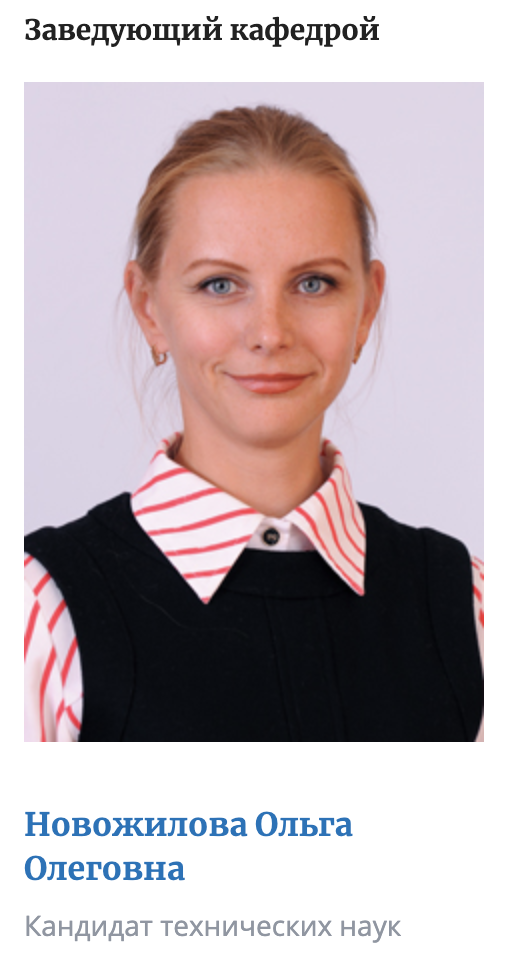 Заведующий кафедрой
Новожилова Ольга
Олеговна
Кандидат технических наук